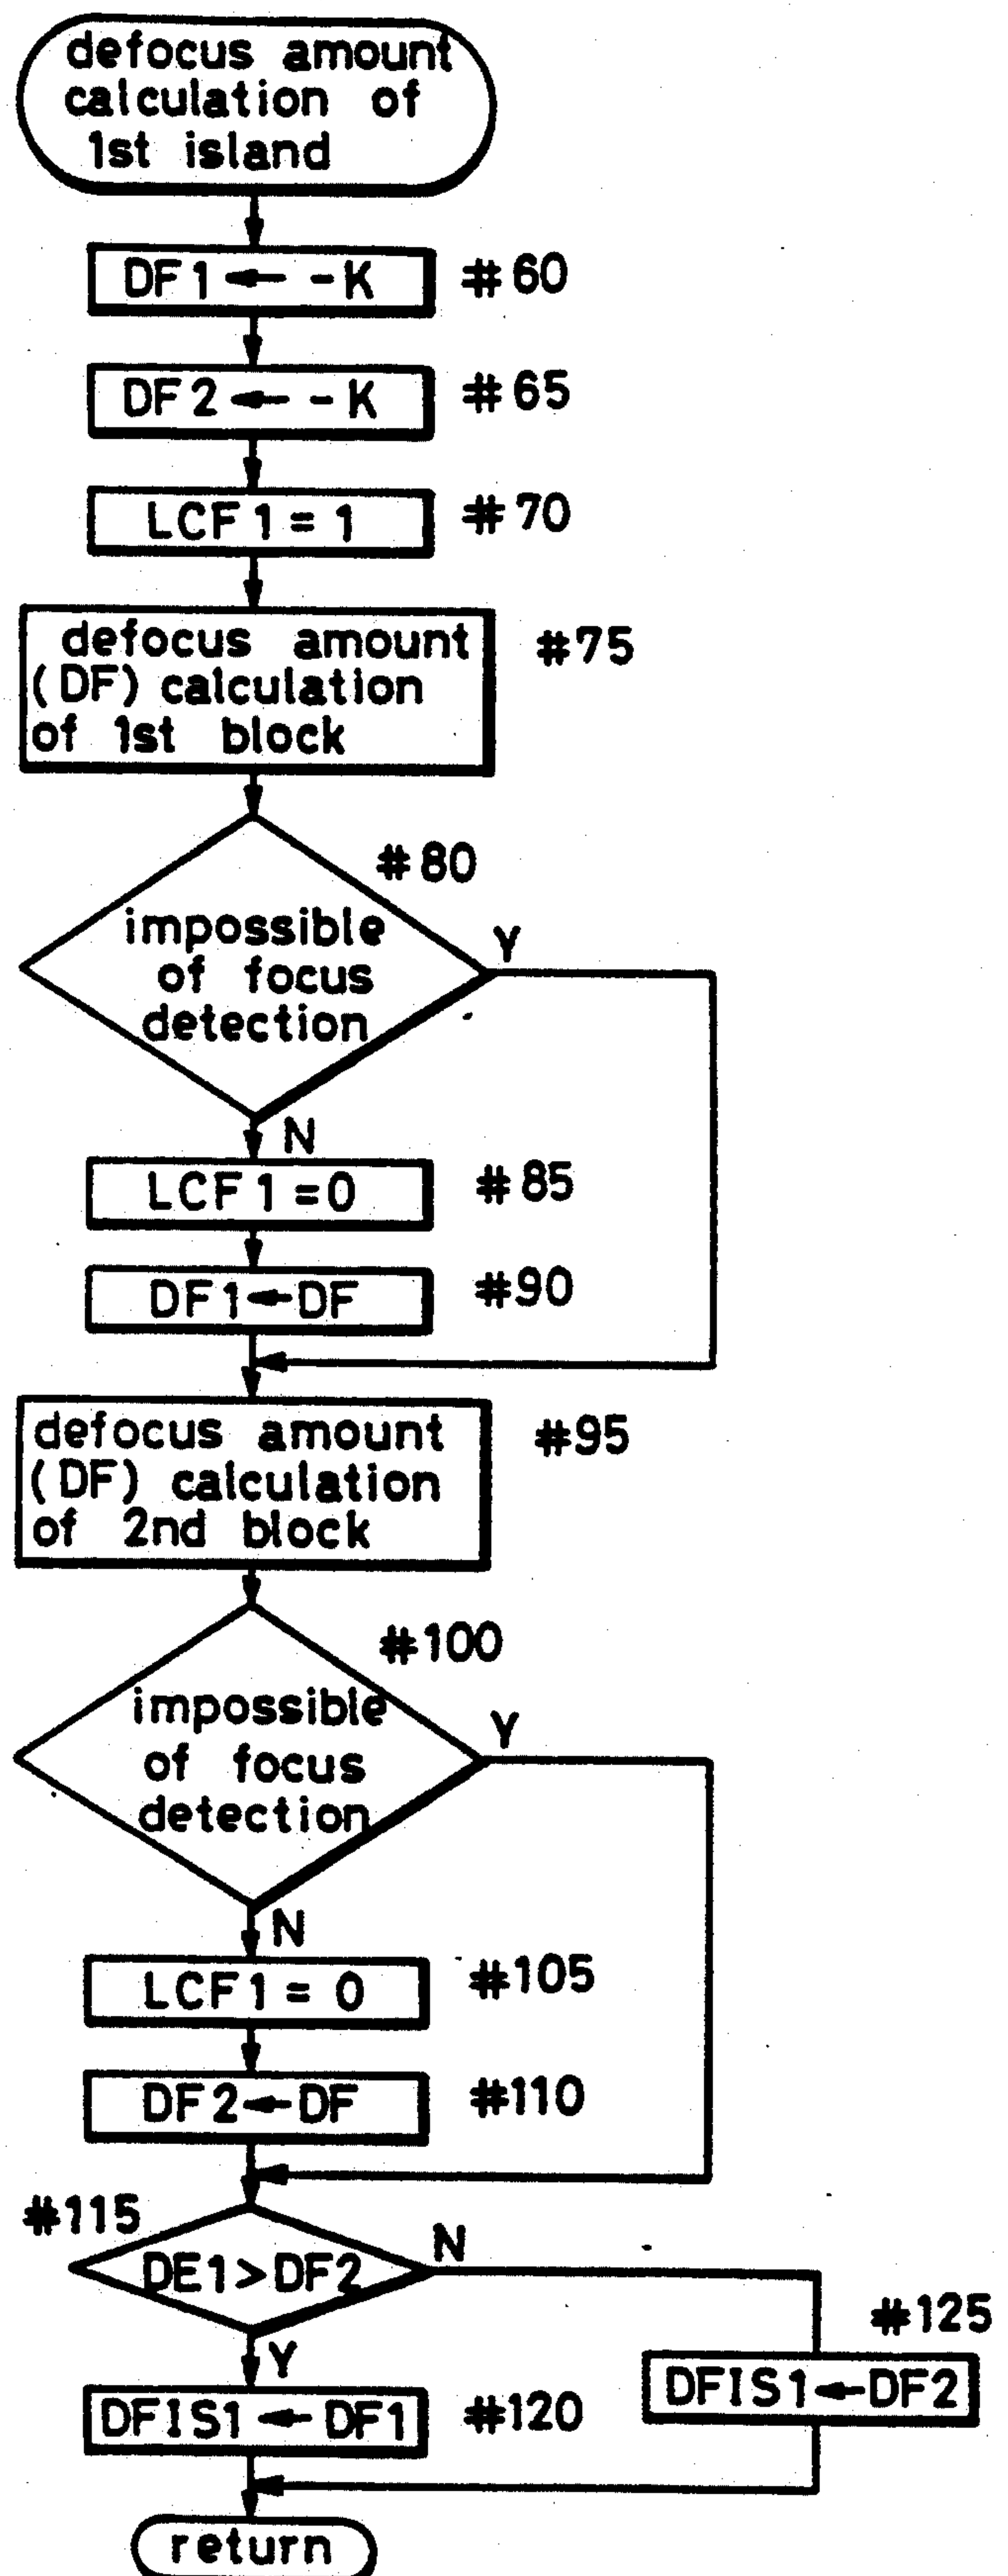 defocus amount
calculation of
1st island
DF1 ← -K #60
DF2 ← -K #65
LCF1 = 1 #70
defocus amount #75
(DF) calculation
of 1st block
#80
impossible
of focus
detection
Y
N
LCF1 =0 #85
DF1←DF #90
defocus amount #95
(DF) calculation
of 2nd block
#100
impossible
of focus
detection
Y
N
LCF1 = 0 #105
DF2←DF #110
#115
DE1>DF2
N
Y
#125
DFIS1←DF2
DFIS1 ← DF1 #120
return